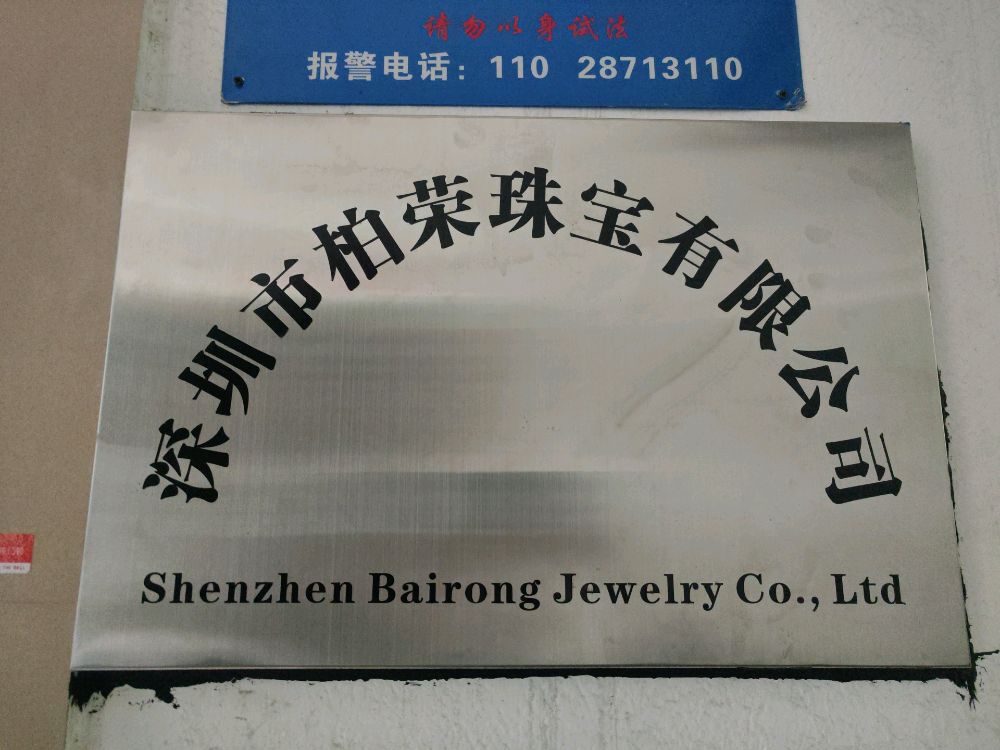 请勿以身试法
报警电话：110 28713110
深圳市柏荣珠宝有限公司
Shenzhen Bairong Jewelry Co., Ltd